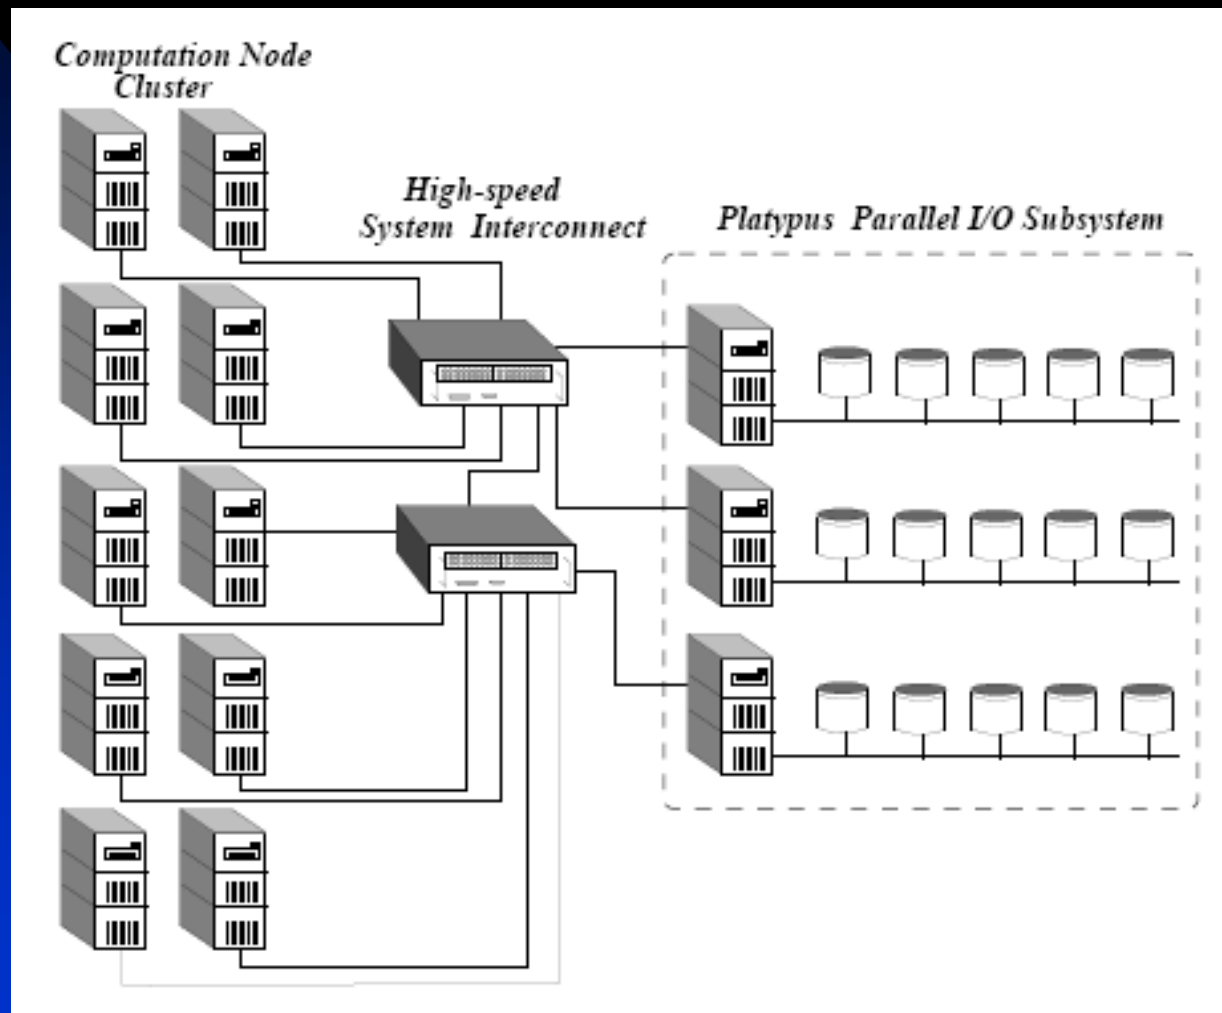 Computation Node
Cluster
High-speed
System Interconnect
Platypus Parallel I/O Subsystem